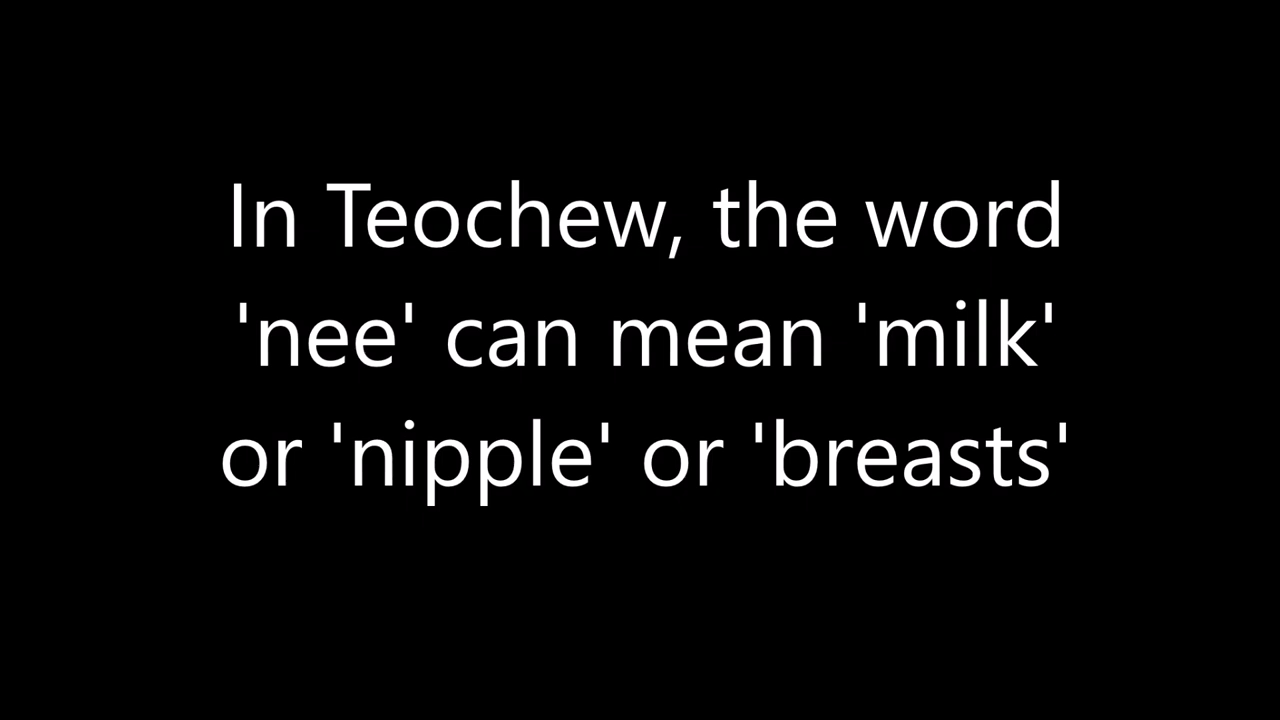 In Teochew, the word
'nee' can mean 'milk'
or 'nipple' or 'breasts'